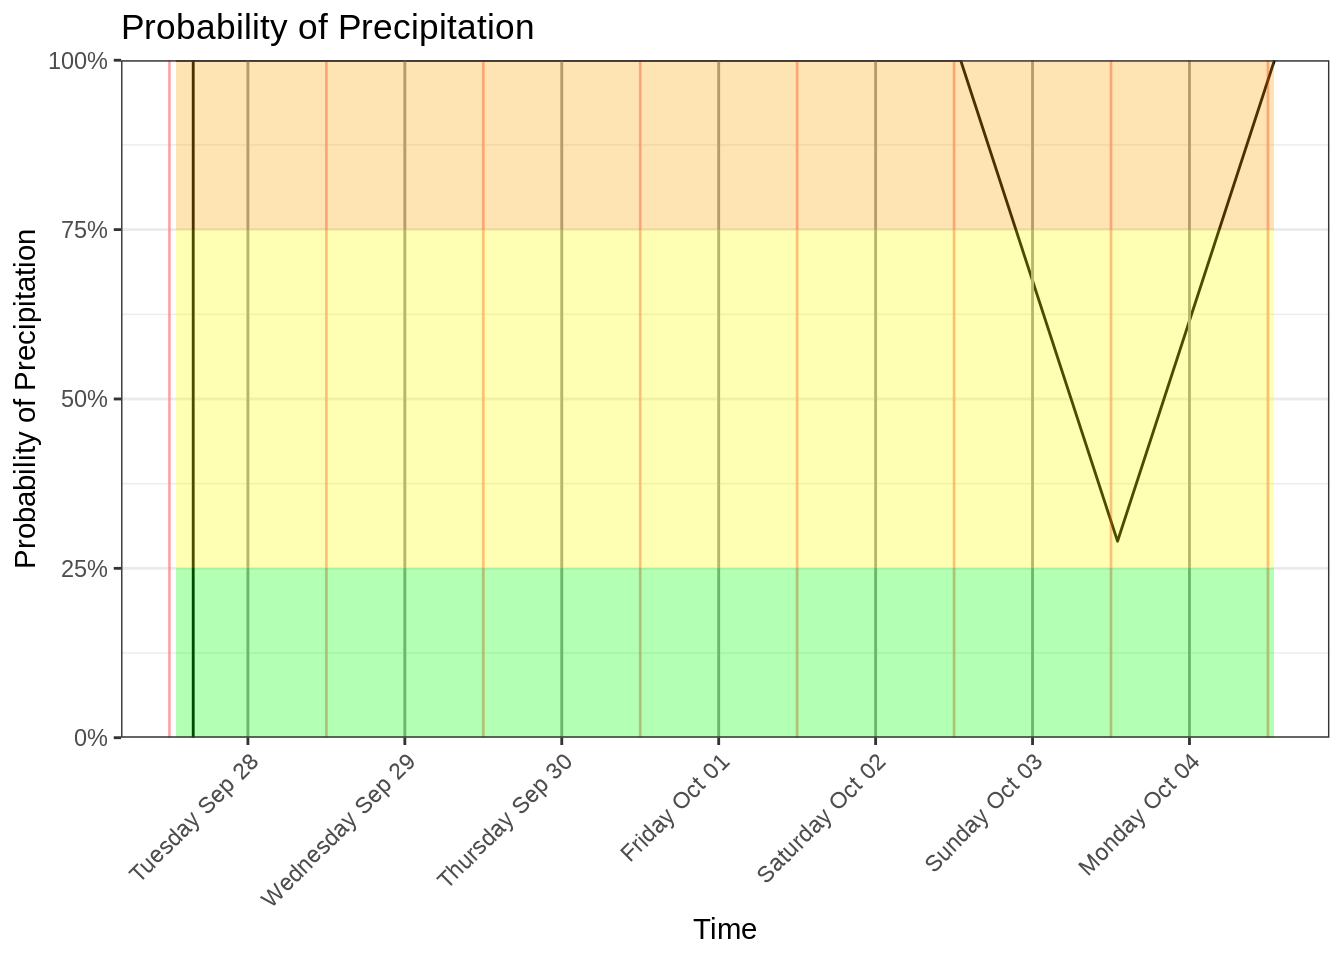 Probability of Precipitation
Probability of Precipitation
100%
75%
50%
25%
0%
Tuesday Sep 28
Wednesday Sep 29
Thursday Sep 30
Friday Oct 01
Saturday Oct 02
Sunday Oct 03
Monday Oct 04
Time